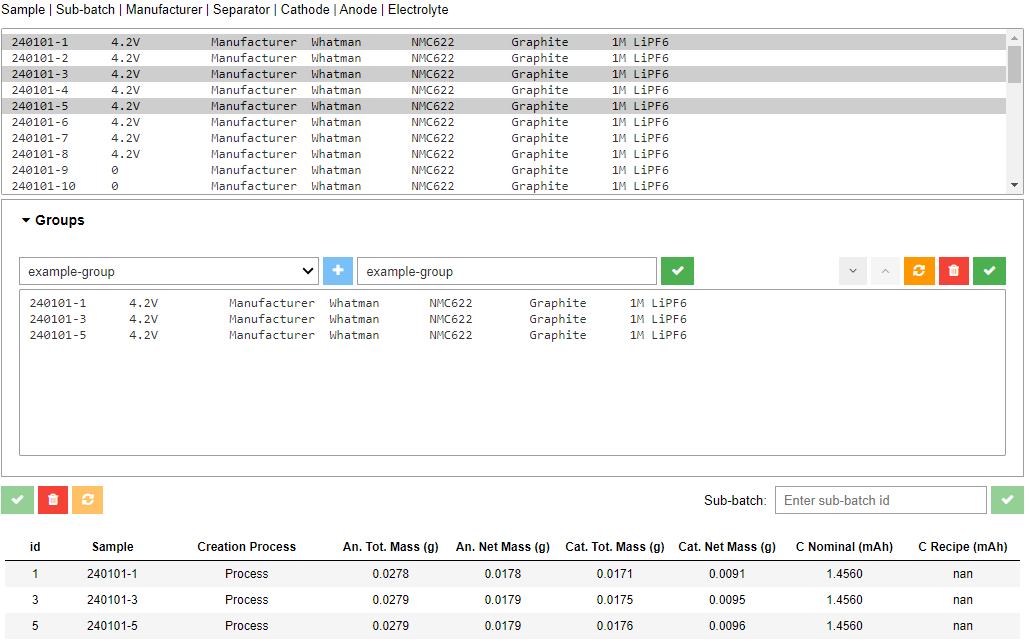 Sample | Sub-batch | Manufacturer | Separator | Cathode | Anode | Electrolyte
240101-1 4.2V Manufacturer Whatman NMC622 Graphite 1M LiPF6
240101-2 4.2V Manufacturer Whatman NMC622 Graphite 1M LiPF6
240101-3 4.2V Manufacturer Whatman NMC622 Graphite 1M LiPF6
240101-4 4.2V Manufacturer Whatman NMC622 Graphite 1M LiPF6
240101-5 4.2V Manufacturer Whatman NMC622 Graphite 1M LiPF6
240101-6 4.2V Manufacturer Whatman NMC622 Graphite 1M LiPF6
240101-7 4.2V Manufacturer Whatman NMC622 Graphite 1M LiPF6
240101-8 4.2V Manufacturer Whatman NMC622 Graphite 1M LiPF6
240101-9 0 Manufacturer Whatman NMC622 Graphite 1M LiPF6
240101-10 0 Manufacturer Whatman NMC622 Graphite 1M LiPF6
Groups
example-group example-group
240101-1 4.2V Manufacturer Whatman NMC622 Graphite 1M LiPF6
240101-3 4.2V Manufacturer Whatman NMC622 Graphite 1M LiPF6
240101-5 4.2V Manufacturer Whatman NMC622 Graphite 1M LiPF6
Sub-batch: Enter sub-batch id
id Sample Creation Process An. Tot. Mass (g) An. Net Mass (g) Cat. Tot. Mass (g) Cat. Net Mass (g) C Nominal (mAh) C Recipe (mAh)
1 240101-1 Process 0.0278 0.0178 0.0171 0.0091 1.4560 nan
3 240101-3 Process 0.0279 0.0179 0.0175 0.0095 1.4560 nan
5 240101-5 Process 0.0279 0.0179 0.0176 0.0096 1.4560 nan